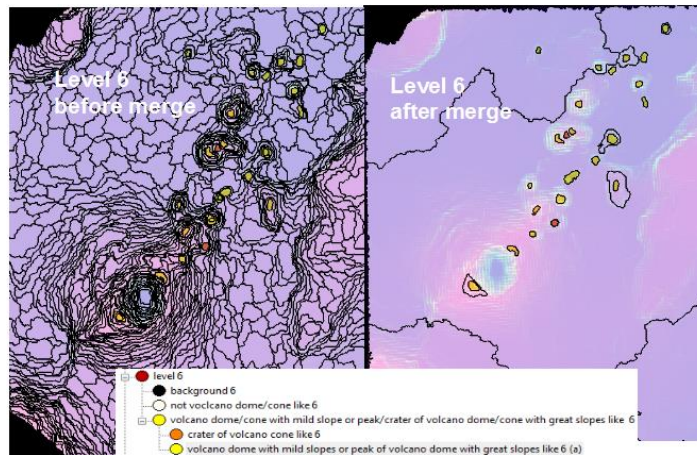 Level 6
before merge
Level 6
after merge
level 6
background 6
not voclcano dome/cone like 6
volcano dome/cone with mild slope or peak/crater of volcano dome/cone with great slopes like 6
crater of volcano cone like 6
volcano dome with mild slopes or peak of volcano dome with great slopes like 6 (a)